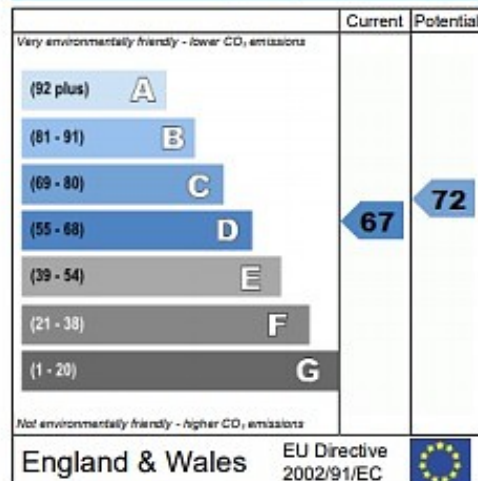 Current Potential
Very environmentally friendly - lower CO₂ emissions
(92 plus) A
(81 - 91) B
(69 - 80) C
(55 - 68) D
(39 - 54) E
(21 - 38) F
(1 - 20) G
67
72
Not environmentally friendly - higher CO₂ emissions
England & Wales
EU Directive
2002/91/EC